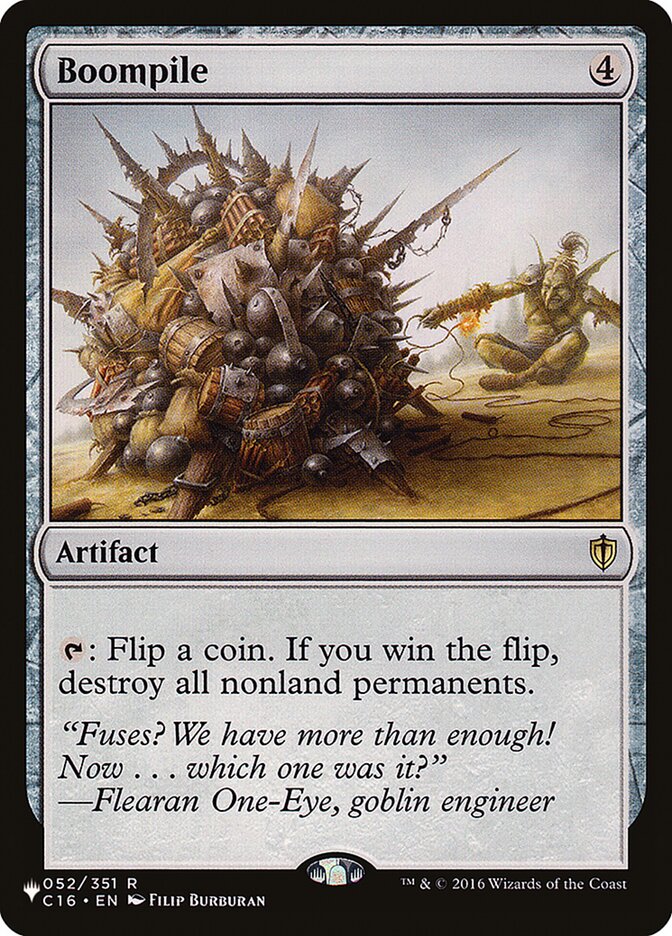 Boompile 4
Artifact
: Flip a coin. If you win the flip,
destroy all nonland permanents.
“Fuses? We have more than enough!
Now . . . which one was it?”
—Flearan One-Eye, goblin engineer
052/351 R
C16 • EN Filip Burburan
™ & © 2016 Wizards of the Coast